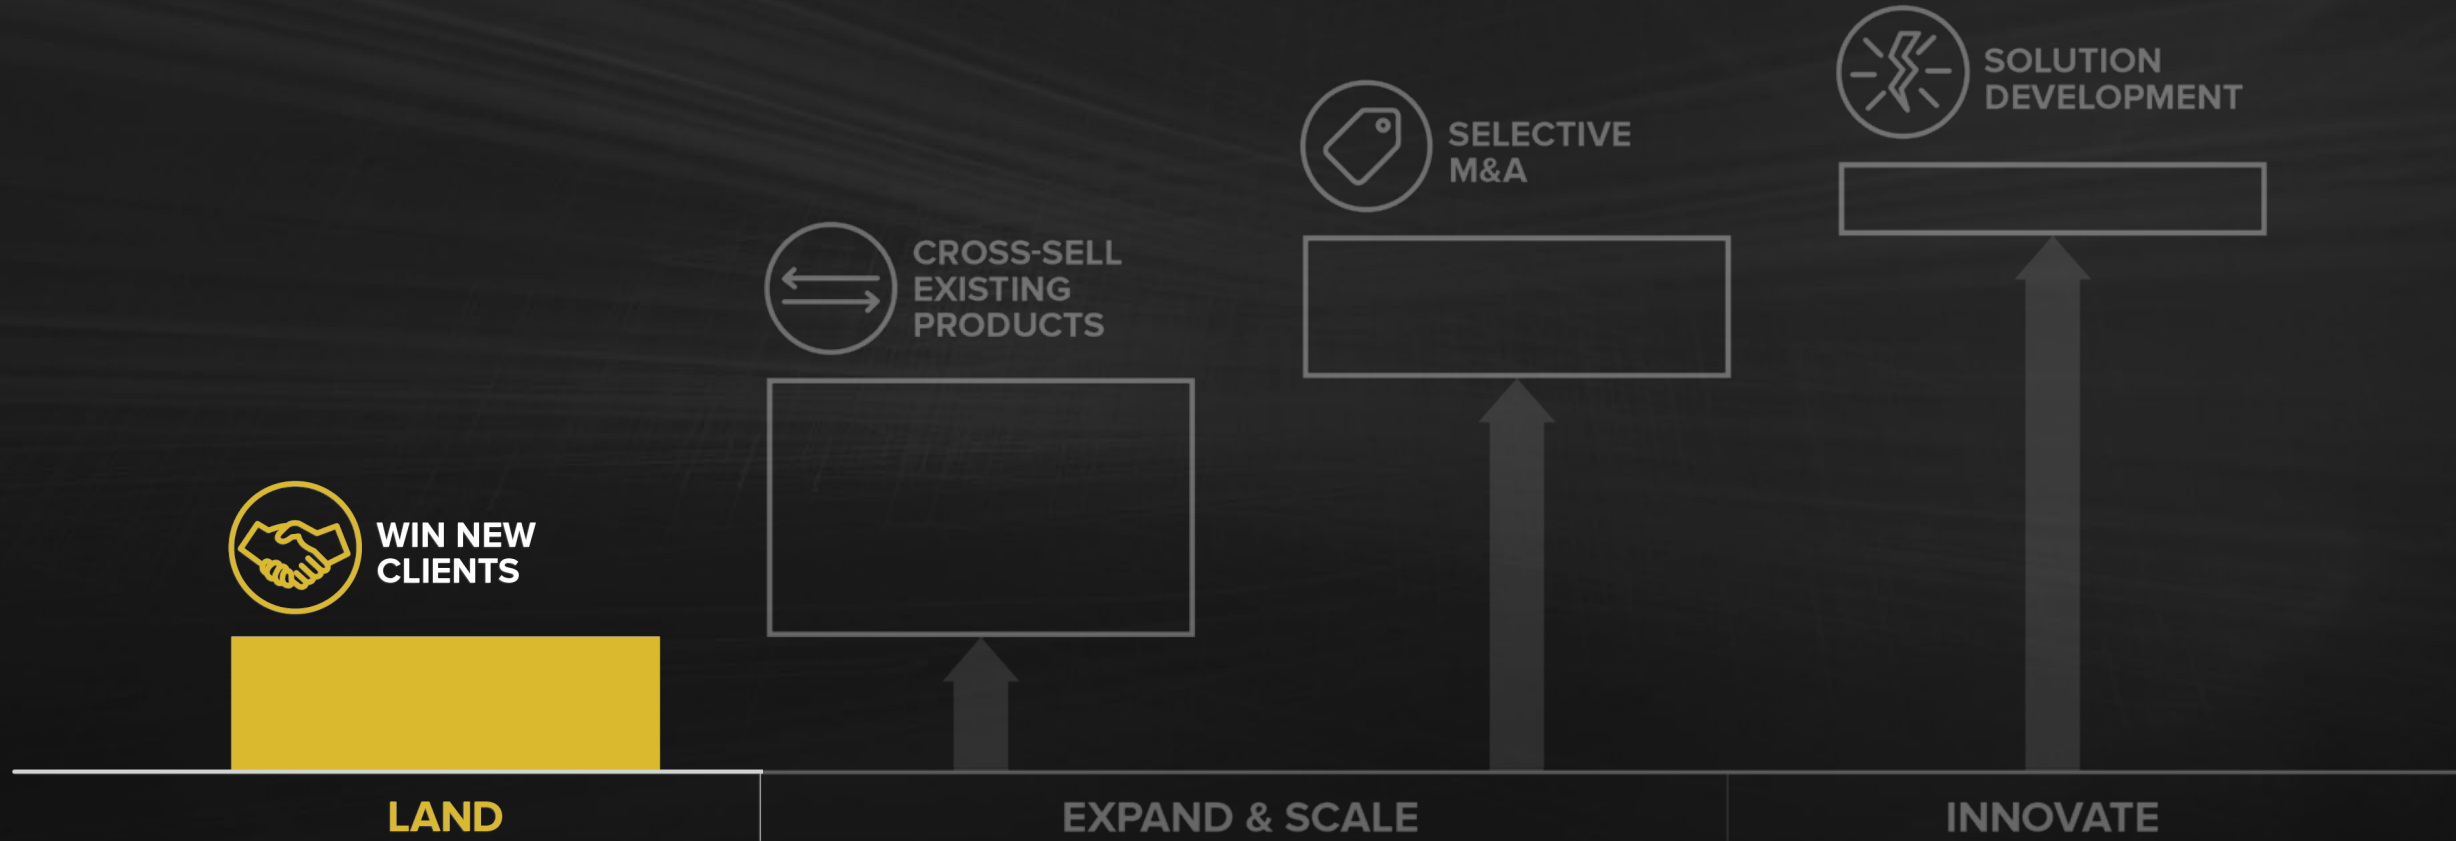 SOLUTION
DEVELOPMENT
SELECTIVE
M&A
CROSS-SELL
EXISTING
PRODUCTS
WIN NEW
CLIENTS
LAND
EXPAND & SCALE
INNOVATE